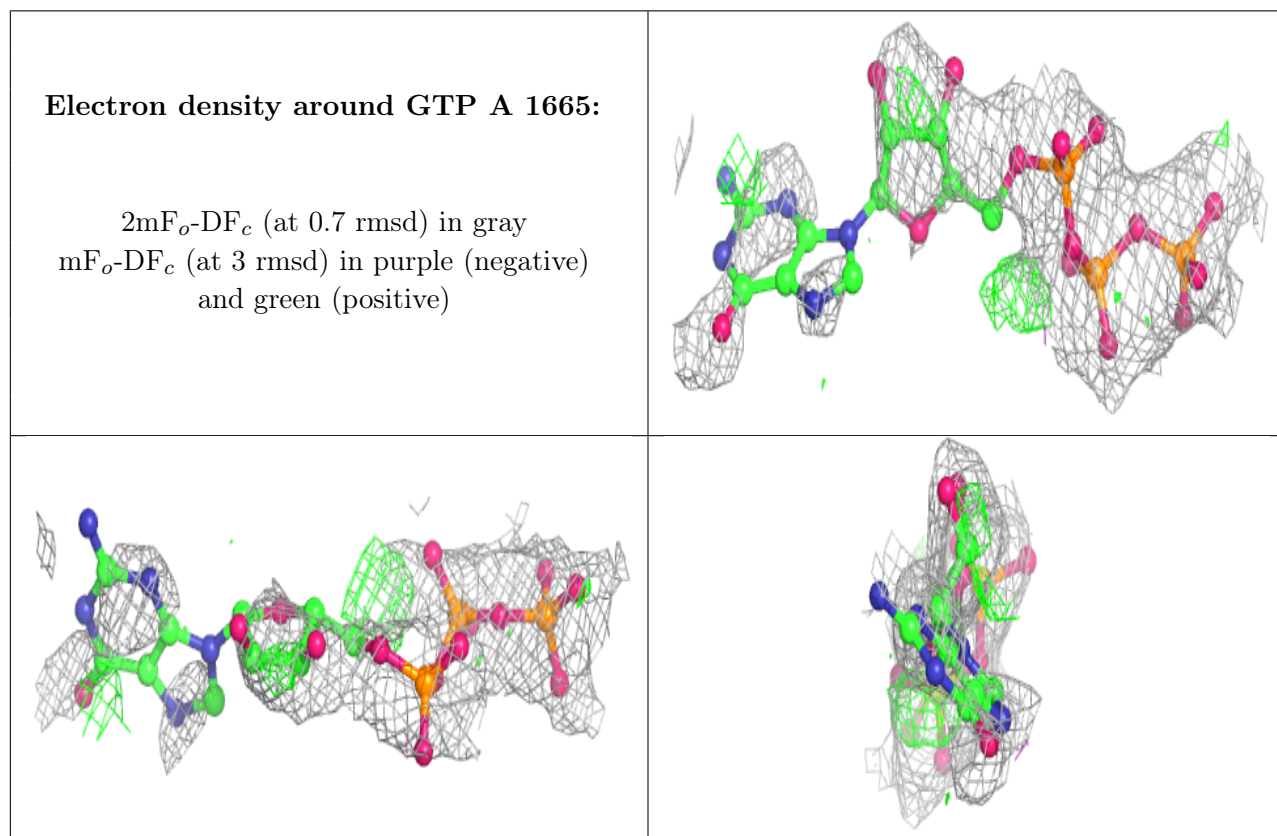 Electron density around GTP A 1665:
2mFo-DFc (at 0.7 rmsd) in gray
mFo-DFc (at 3 rmsd) in purple (negative)
and green (positive)